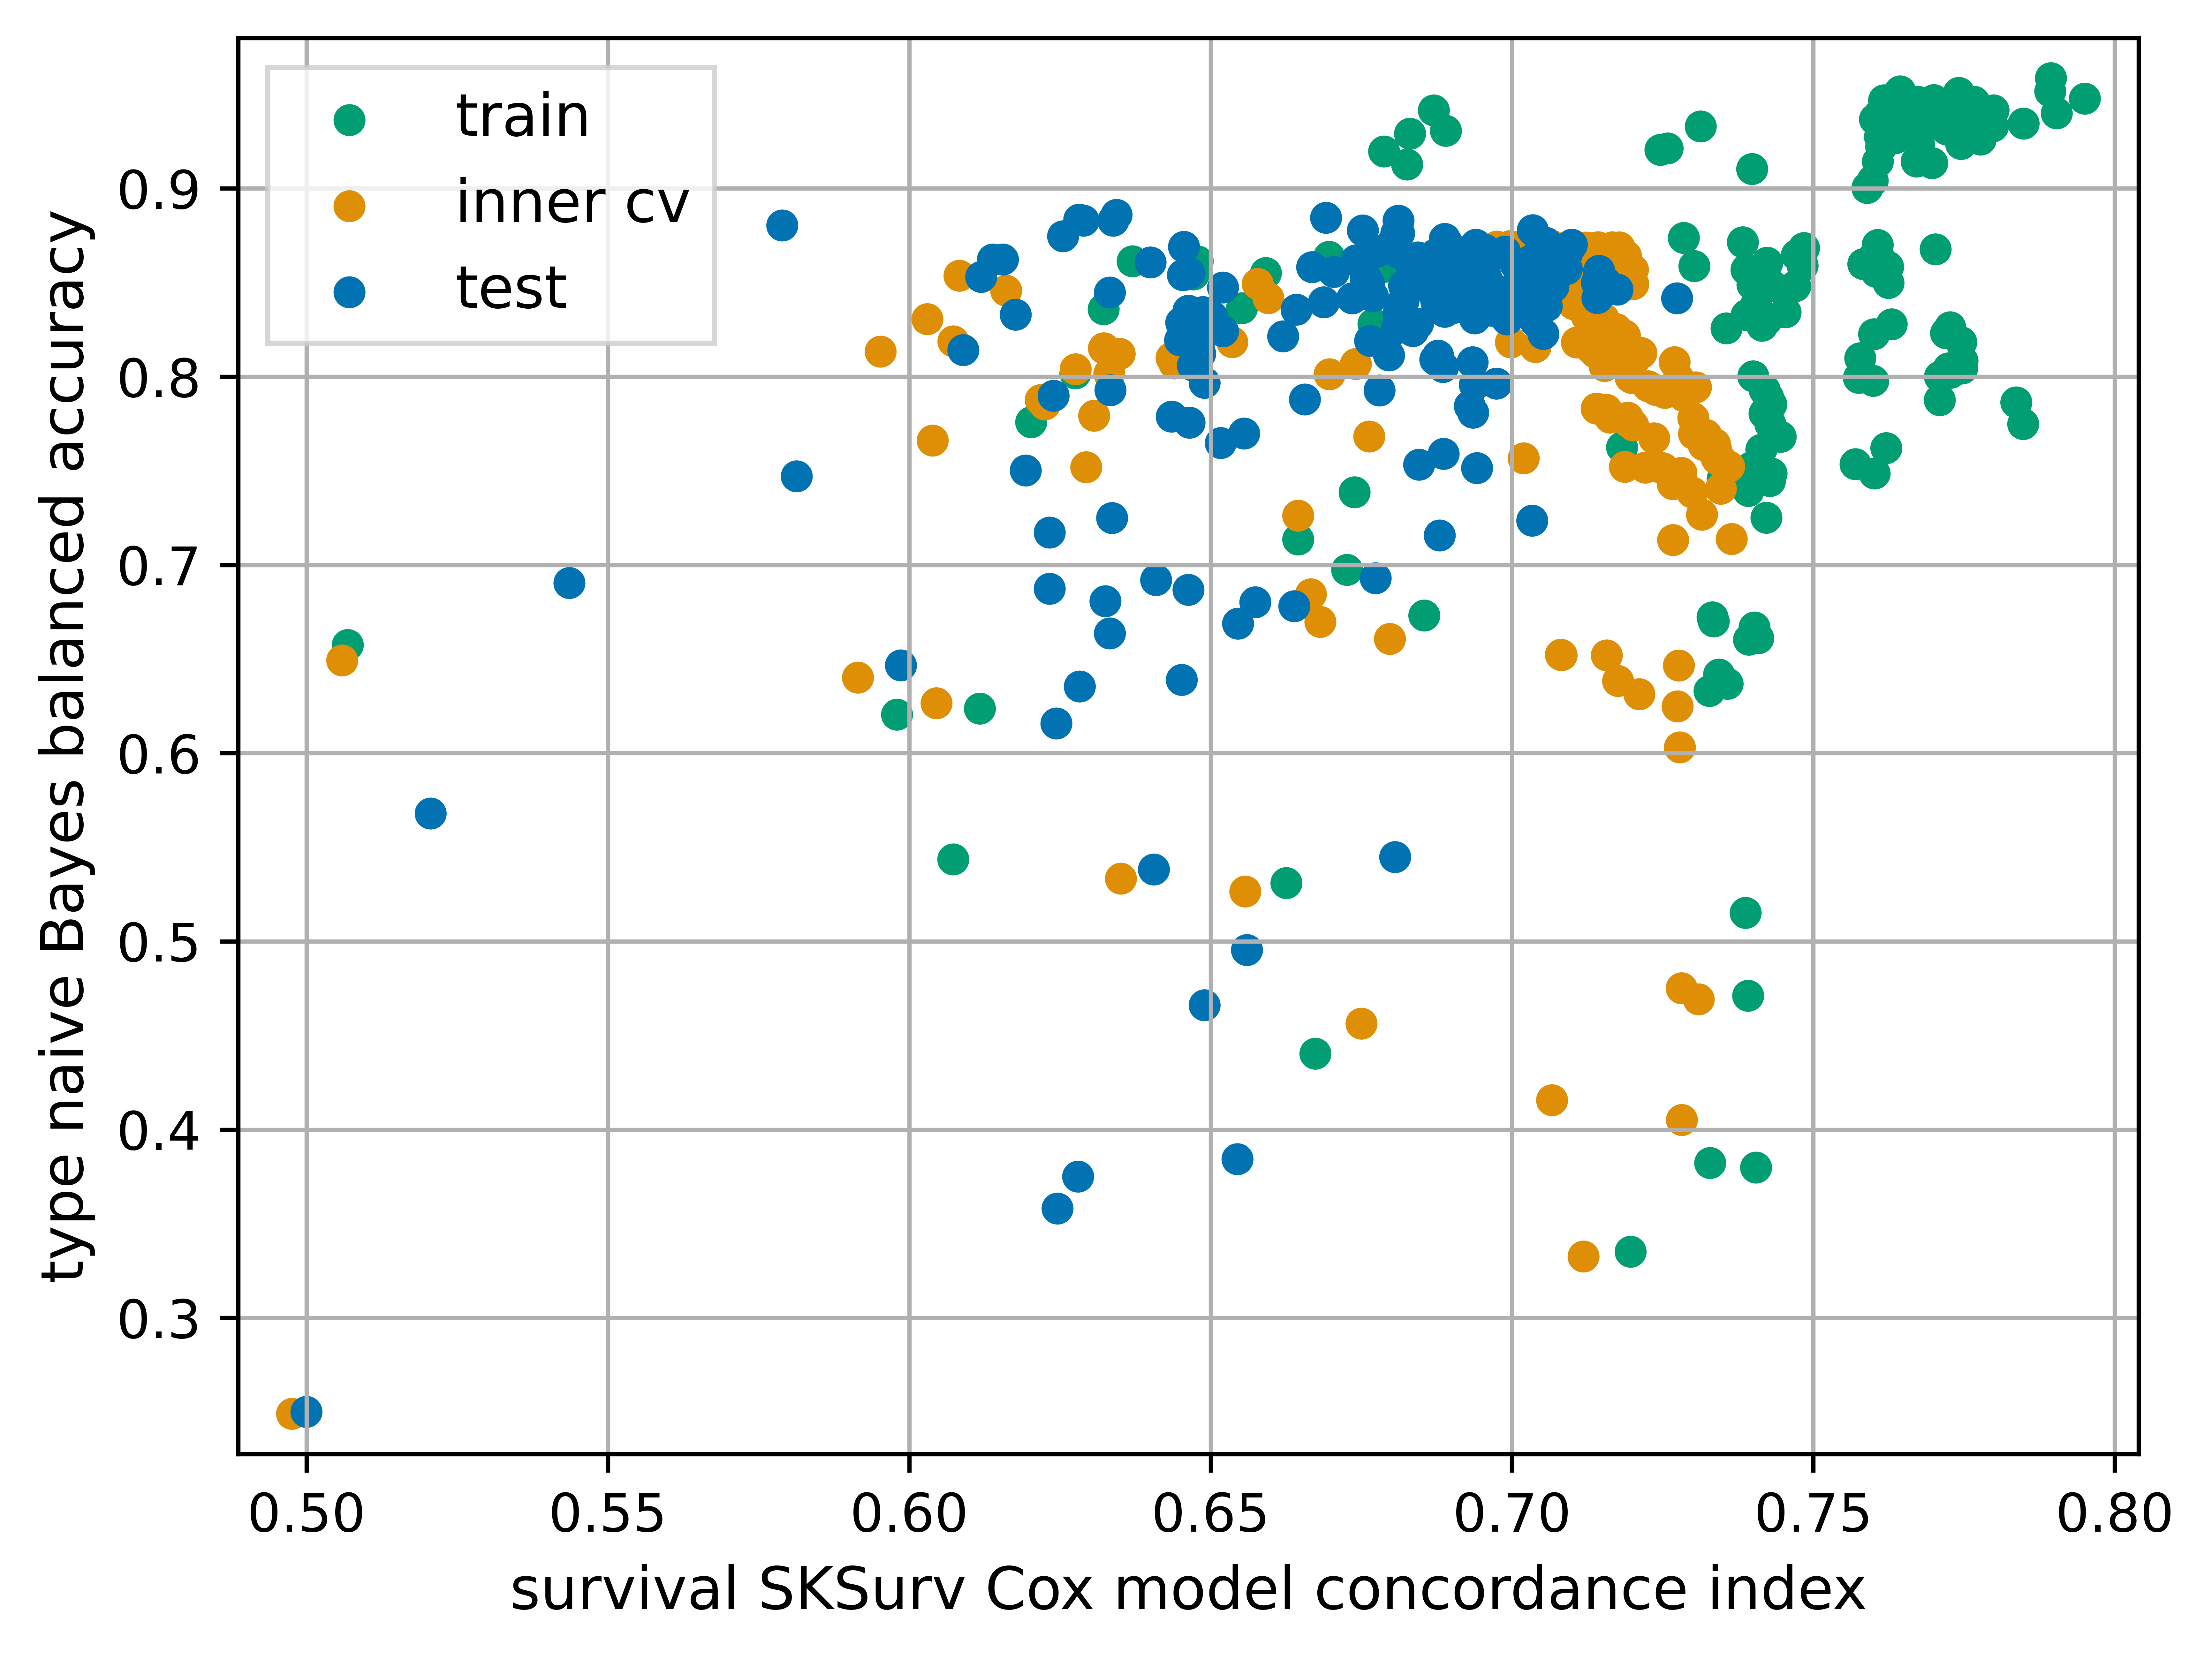 train
inner cv
test
0.9
0.8
0.7
0.6
0.5
0.4
0.3
type naive Bayes balanced accuracy
0.50 0.55 0.60 0.65 0.70 0.75 0.80
survival SKSurv Cox model concordance index